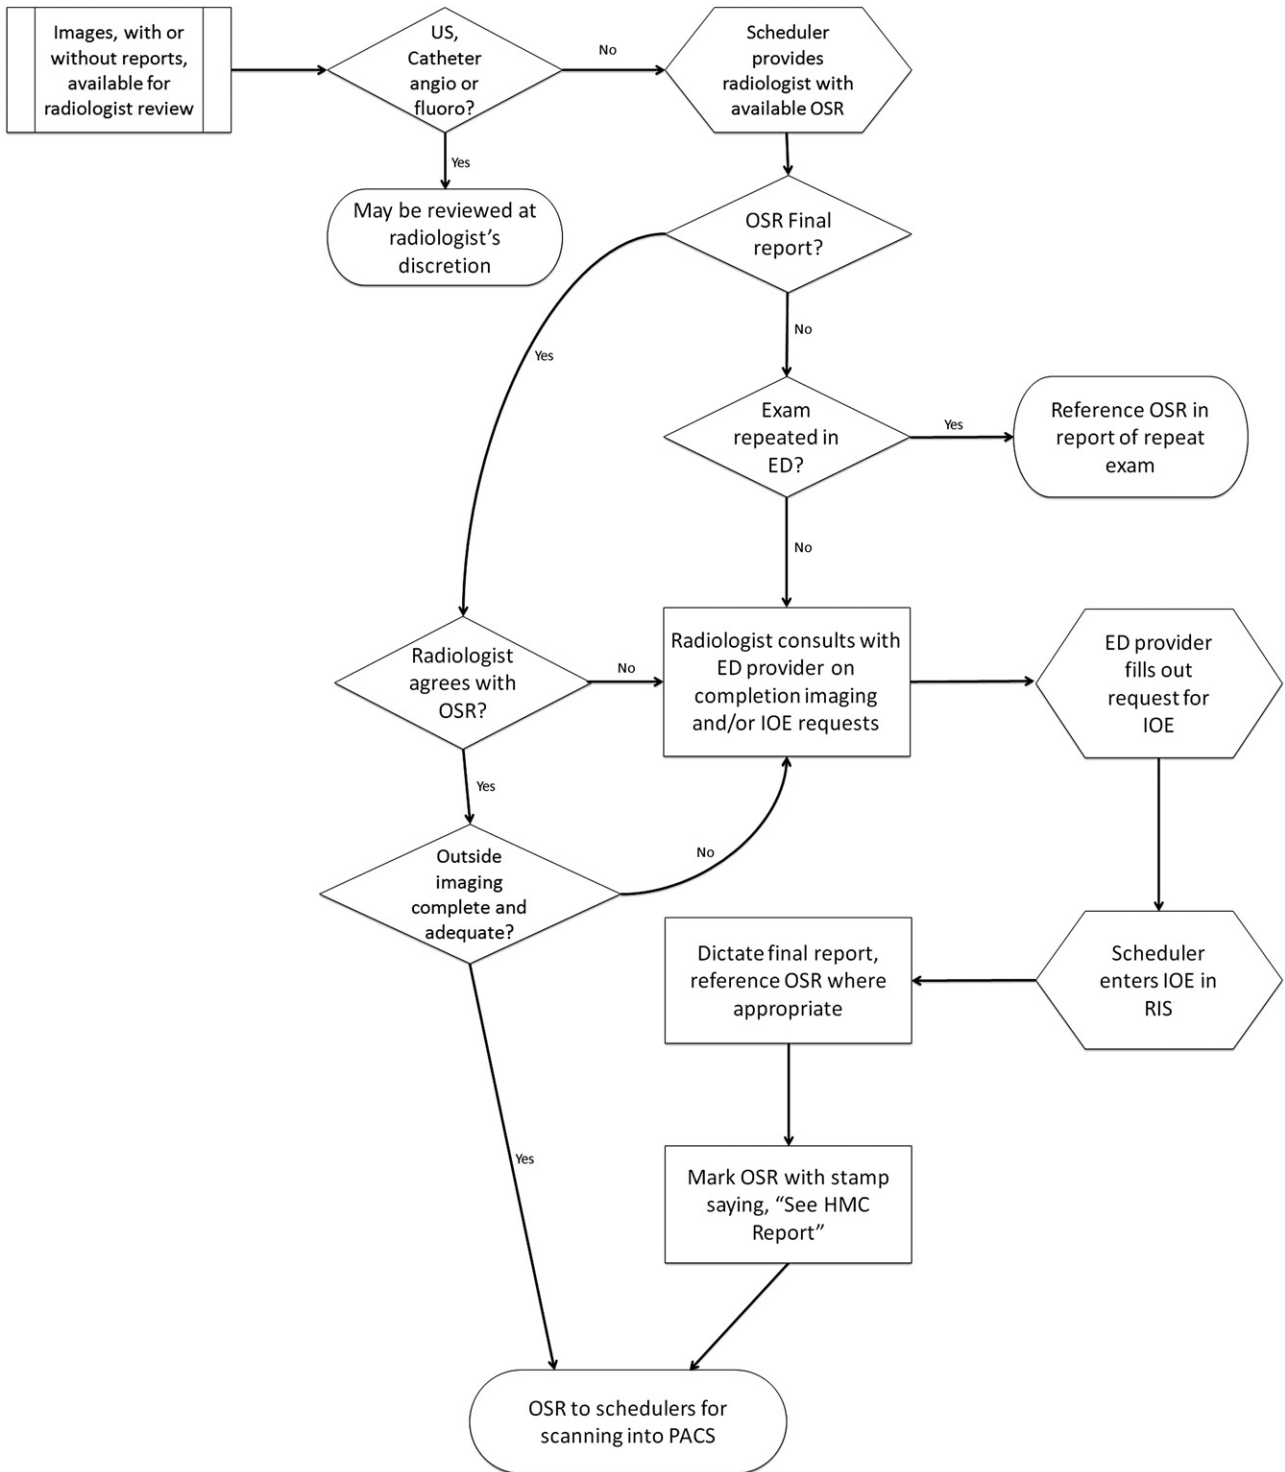 Images, with or
without reports,
available for
radiologist review
US,
Catheter
angio or
fluoro?
No
Scheduler
provides
radiologist with
available OSR
Yes
May be reviewed at
radiologist's
discretion
OSR Final
report?
No
Yes
Exam
repeated in
ED?
Yes
Reference OSR in
report of repeat
exam
No
Radiologist
agrees with
OSR?
No
Radiologist consults with
ED provider on
completion imaging
and/or IOE requests
ED provider
fills out
request for
IOE
Yes
Outside
imaging
complete and
adequate?
No
Dictate final report,
reference OSR where
appropriate
Scheduler
enters IOE in
RIS
Yes
Mark OSR with stamp
saying, “See HMC
Report”
OSR to schedulers for
scanning into PACS